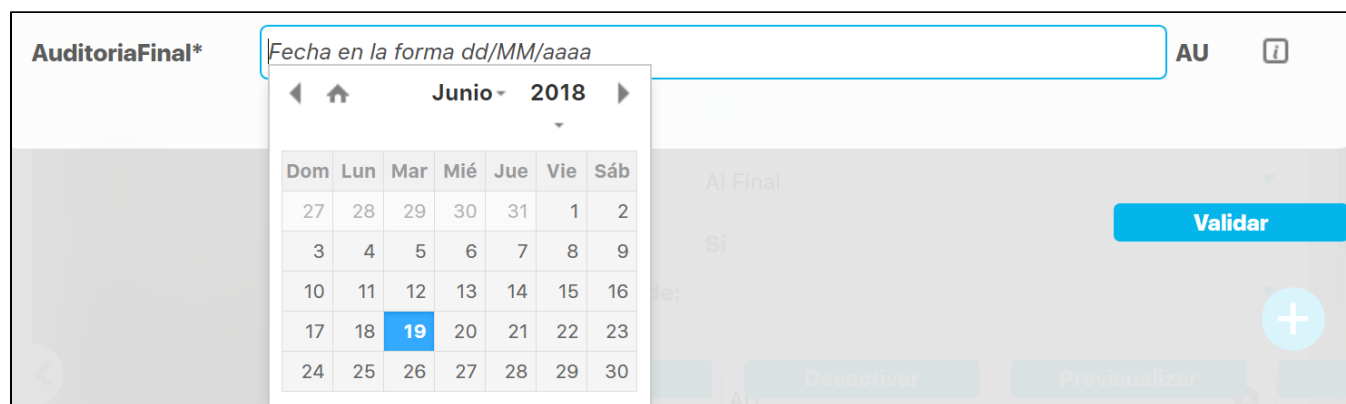 AuditoriaFinal* Fecha en la forma dd/MM/aaaa AU i
Junio 2018
Dom Lun Mar Mié Jue Vie Sáb
27 28 29 30 31 1 2
3 4 5 6 7 8 9
10 11 12 13 14 15 16
17 18 19 20 21 22 23
24 25 26 27 28 29 30
Al Final
Validar
Si
de:
Desactivar Previsualizar
AU